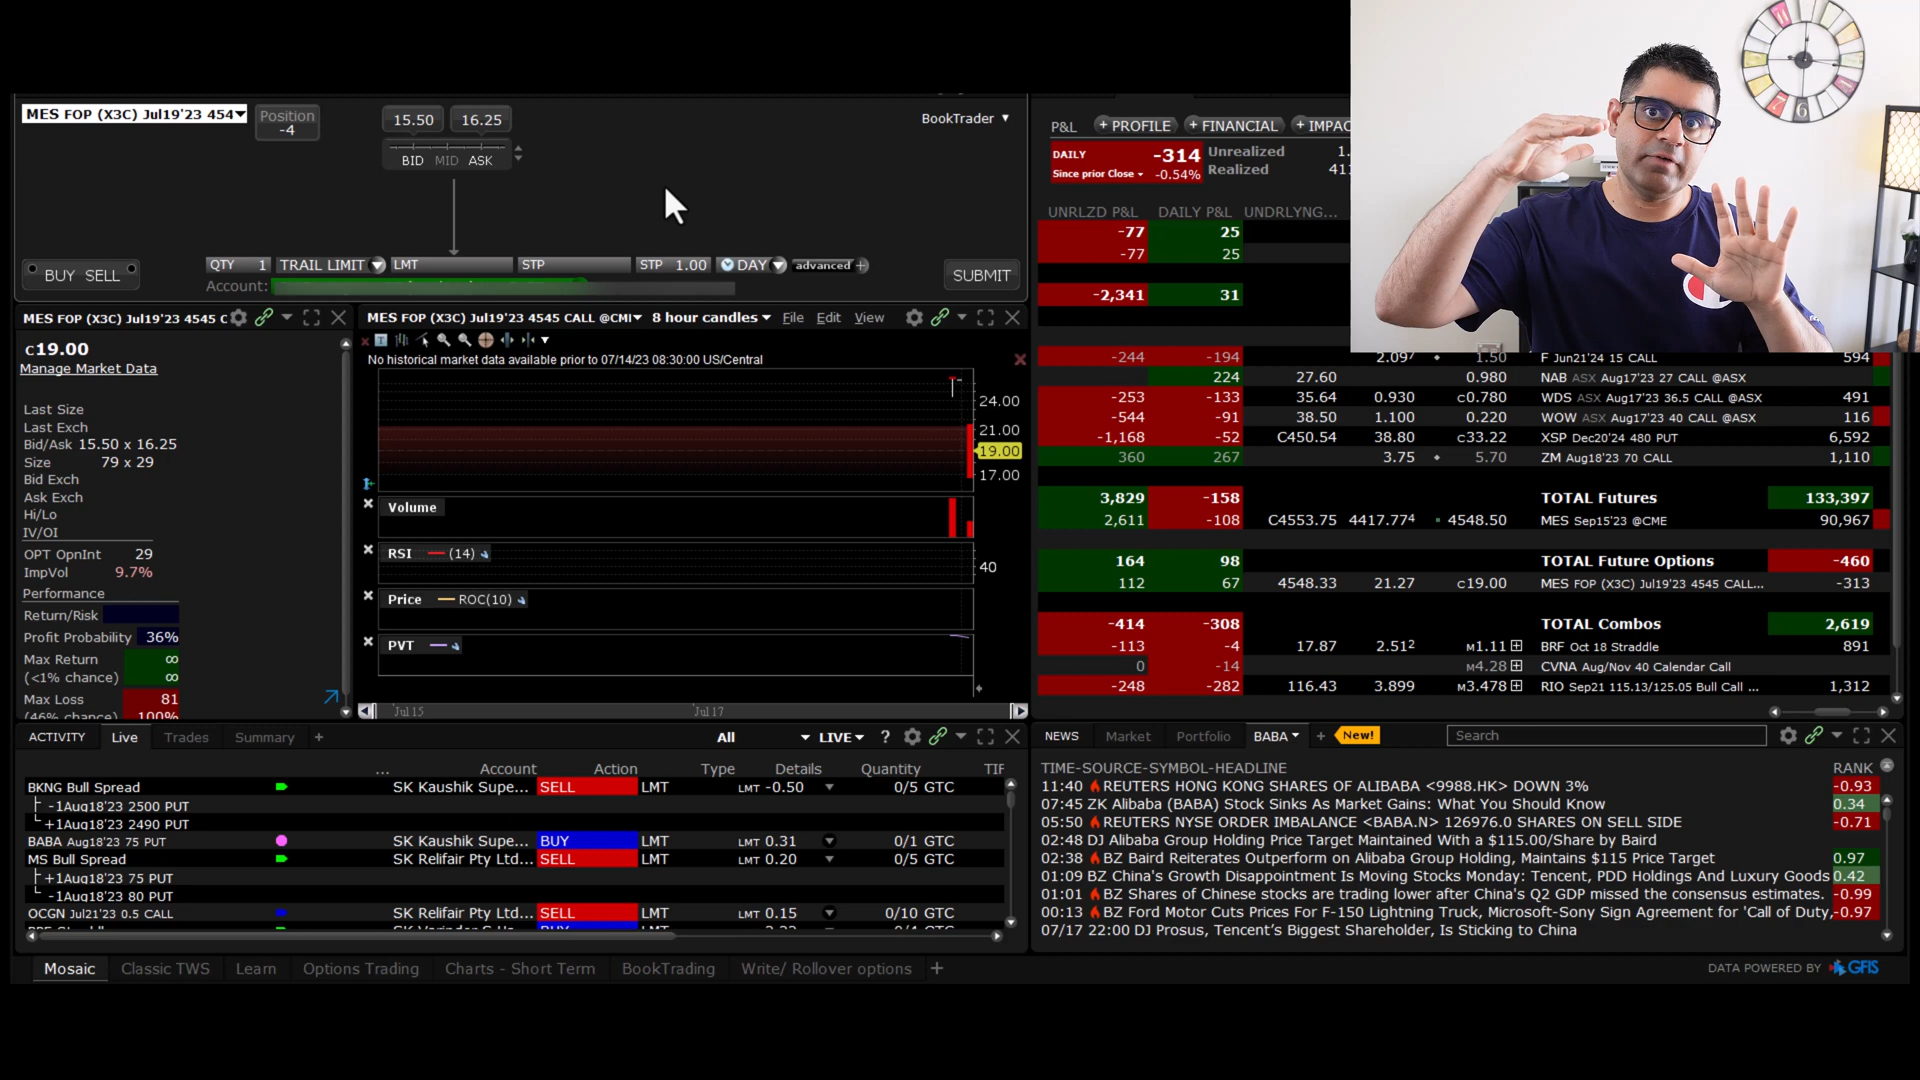 MES FOP (X3C) Jul19'23 454
Position
-4
15.50 16.25
BID MID ASK
BookTrader
BUY SELL
QTY 1 TRAIL LIMIT LMT STP STP 1.00 DAY advanced +
Account:
SUBMIT
P&L + PROFILE + FINANCIAL + IMPAC
DAILY -314 Unrealized 1.
Since prior Close -0.54% Realized 411
UNRLZD P&L DAILY P&L UNDRLYNG...
-77 25
-77 25
-2,341 31
-244 -194 2.09⁷ 1.50 F Jun21'24 15 CALL 594
224 27.60 0.980 NAB ASX Aug17'23 27 CALL @ASX
-253 -133 35.64 0.930 c0.780 WDS ASX Aug17'23 36.5 CALL @ASX 491
-544 -91 38.50 1.100 0.220 WOW ASX Aug17'23 40 CALL @ASX 116
-1,168 -52 C450.54 38.80 c33.22 XSP Dec20'24 480 PUT 6,592
360 267 3.75 5.70 ZM Aug18'23 70 CALL 1,110
3,829 -158 TOTAL Futures 133,397
2,611 -108 C4553.75 4417.77⁴ 4548.50 MES Sep15'23 @CME 90,967
164 98 TOTAL Future Options -460
112 67 4548.33 21.27 c19.00 MES FOP (X3C) Jul19'23 4545 CALL... -313
-414 -308 TOTAL Combos 2,619
-113 -4 17.87 2.51² M1.11 BRF Oct 18 Straddle 891
0 -14 M4.28 CVNA Aug/Nov 40 Calendar Call
-248 -282 116.43 3.899 M3.478 RIO Sep21 115.13/125.05 Bull Call ... 1,312
MES FOP (X3C) Jul19'23 4545 C
c19.00
Manage Market Data
Last Size
Last Exch
Bid/Ask 15.50 x 16.25
Size 79 x 29
Bid Exch
Ask Exch
Hi/Lo
IV/OI
OPT OpnInt 29
ImpVol 9.7%
Performance
Return/Risk
Profit Probability 36%
Max Return ∞
(<1% chance) ∞
Max Loss 81
(46% chance) 100%
MES FOP (X3C) Jul19'23 4545 CALL @CMI 8 hour candles File Edit View
No historical market data available prior to 07/14/23 08:30:00 US/Central
24.00
21.00
19.00
17.00
Volume
RSI (14)
40
Price ROC(10)
PVT
Jul 15 Jul 17
ACTIVITY Live Trades Summary + All LIVE ?
... Account Action Type Details Quantity TIF
BKNG Bull Spread SK Kaushik Supe... SELL LMT LMT -0.50 0/5 GTC
-1Aug18'23 2500 PUT
+1Aug18'23 2490 PUT
BABA Aug18'23 75 PUT SK Kaushik Supe... BUY LMT LMT 0.31 0/1 GTC
MS Bull Spread SK Relifair Pty Ltd... SELL LMT LMT 0.20 0/5 GTC
+1Aug18'23 75 PUT
-1Aug18'23 80 PUT
OCGN Jul21'23 0.5 CALL SK Relifair Pty Ltd... SELL LMT LMT 0.15 0/10 GTC
NEWS Market Portfolio BABA + New! Search
TIME-SOURCE-SYMBOL-HEADLINE RANK
11:40 REUTERS HONG KONG SHARES OF ALIBABA <9988.HK> DOWN 3% -0.93
07:45 ZK Alibaba (BABA) Stock Sinks As Market Gains: What You Should Know 0.34
05:50 REUTERS NYSE ORDER IMBALANCE <BABA.N> 126976.0 SHARES ON SELL SIDE -0.71
02:48 DJ Alibaba Group Holding Price Target Maintained With a $115.00/Share by Baird
02:38 BZ Baird Reiterates Outperform on Alibaba Group Holding, Maintains $115 Price Target 0.97
01:09 BZ China's Growth Disappointment Is Moving Stocks Monday: Tencent, PDD Holdings And Luxury Goods 0.42
01:01 BZ Shares of Chinese stocks are trading lower after China's Q2 GDP missed the consensus estimates. -0.99
00:13 BZ Ford Motor Cuts Prices For F-150 Lightning Truck, Microsoft-Sony Sign Agreement for 'Call of Duty, -0.97
07/17 22:00 DJ Prosus, Tencent's Biggest Shareholder, Is Sticking to China
Mosaic Classic TWS Learn Options Trading Charts - Short Term BookTrading Write/ Rollover options +
DATA POWERED BY GFIS